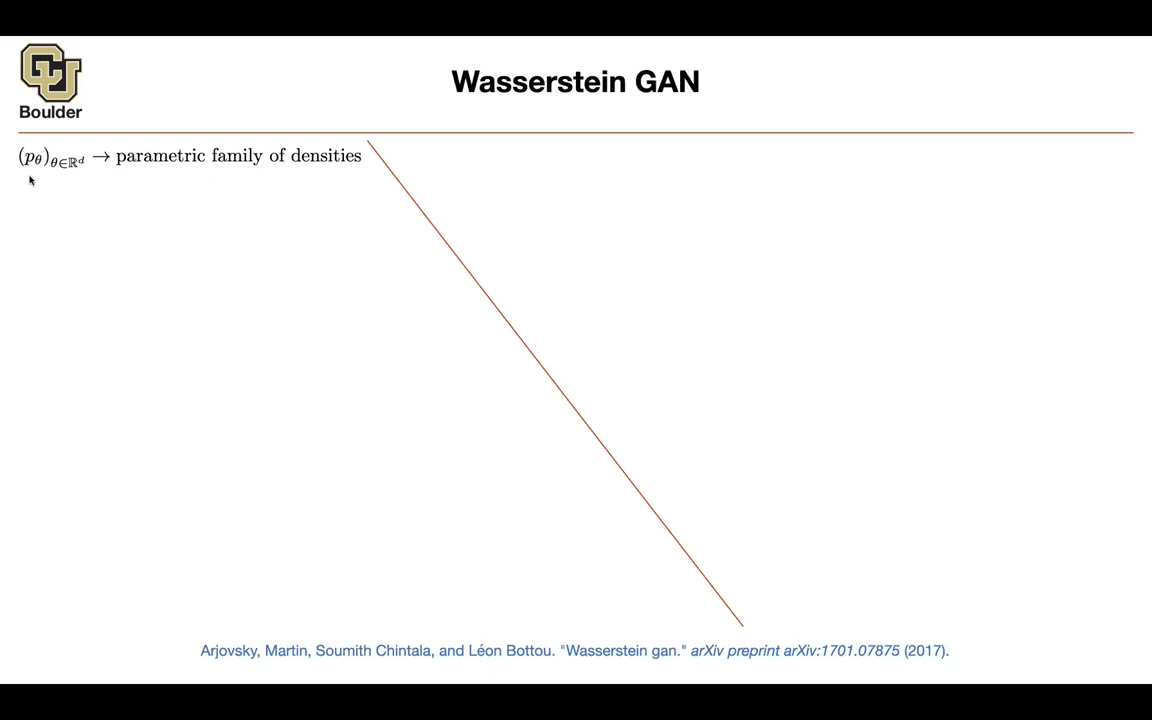 Boulder
Wasserstein GAN
(p_θ)_{θ∈ℝ^d} → parametric family of densities
Arjovsky, Martin, Soumith Chintala, and Léon Bottou. "Wasserstein gan." arXiv preprint arXiv:1701.07875 (2017).